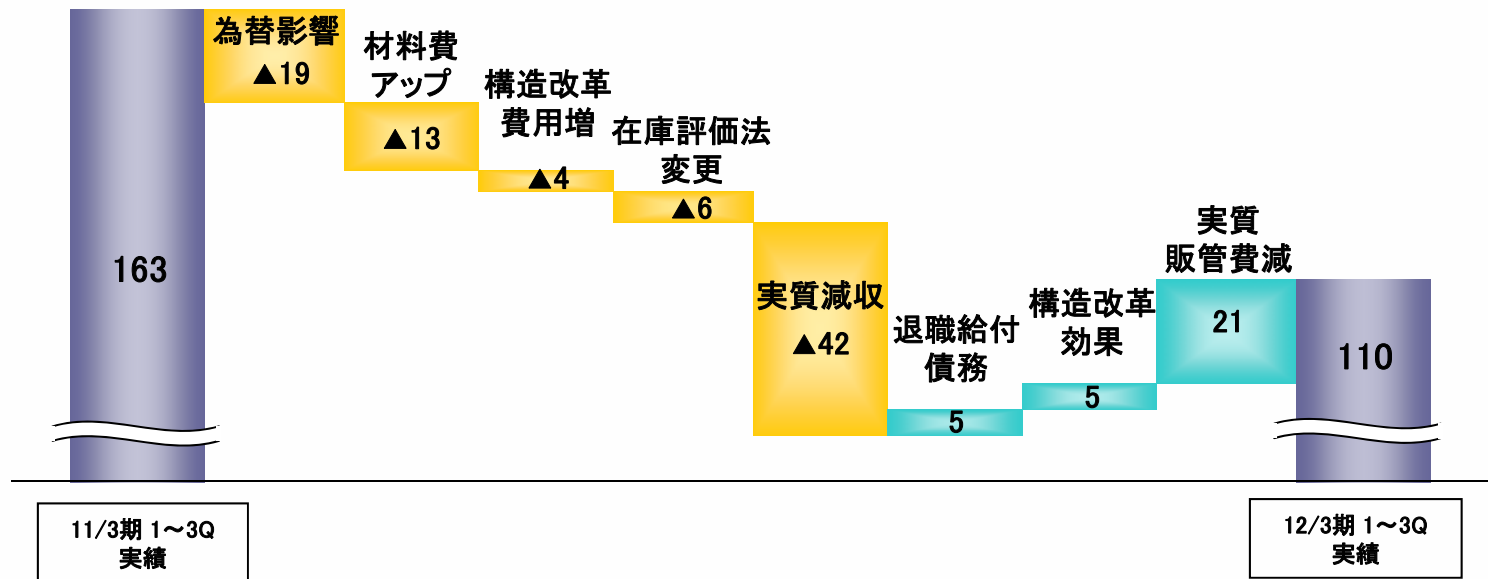 為替影響
▲19
材料費
アップ
▲13
構造改革
費用増
▲4
在庫評価法
変更
▲6
実質減収
▲42
退職給付
債務
5
構造改革
効果
5
実質
販管費減
21
163
110
11/3期 1～3Q
実績
12/3期 1～3Q
実績